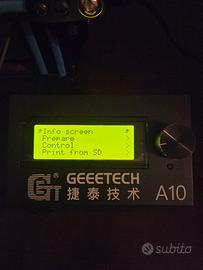 Info screen
Prepare
Control
Print from SD
GEEETECH
捷泰技术
A10
subito